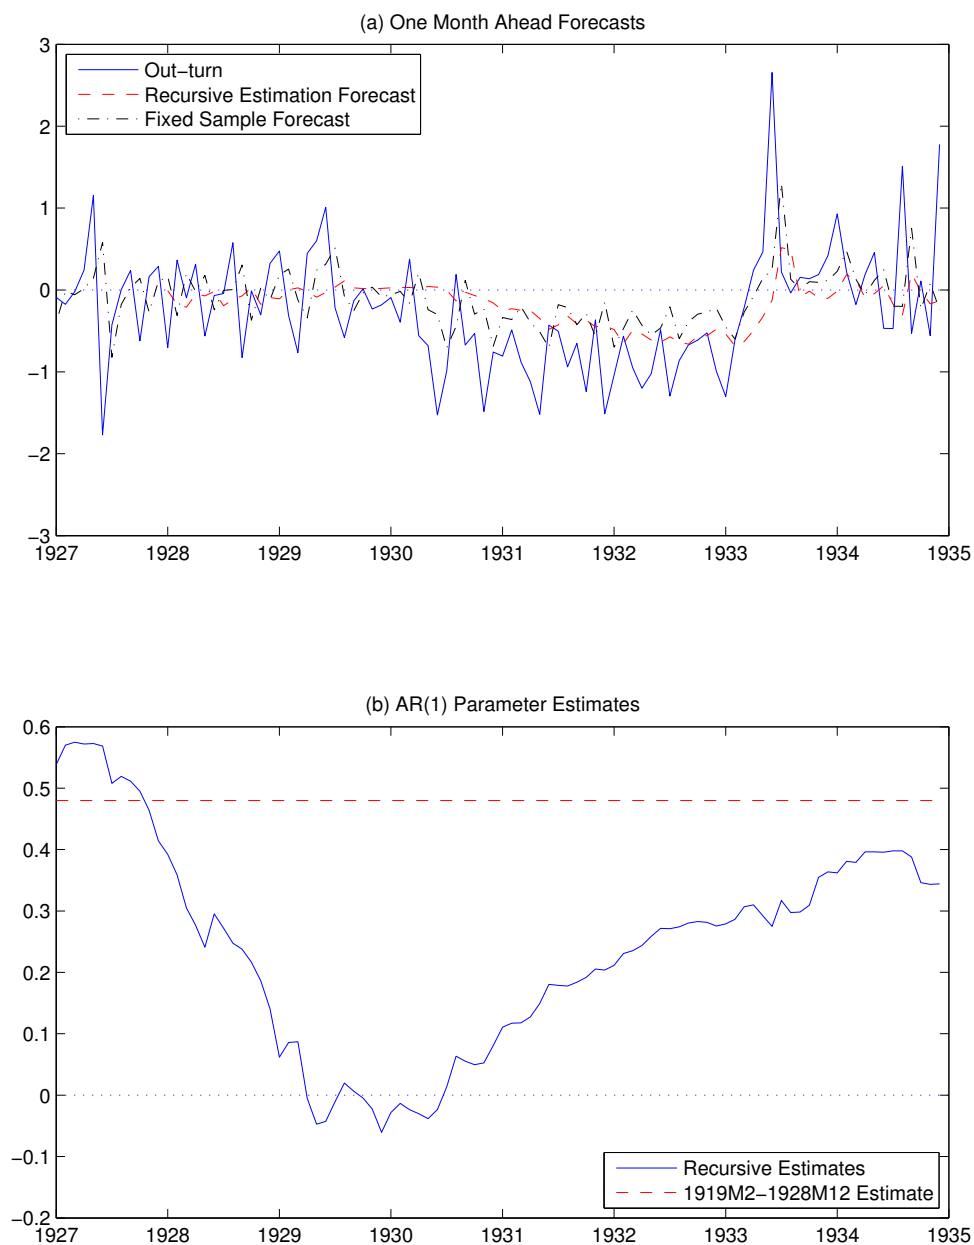 (a) One Month Ahead Forecasts
3
2
1
0
−1
−2
−3
Out−turn
Recursive Estimation Forecast
Fixed Sample Forecast
1927 1928 1929 1930 1931 1932 1933 1934 1935
(b) AR(1) Parameter Estimates
0.6
0.5
0.4
0.3
0.2
0.1
0
−0.1
−0.2
Recursive Estimates
1919M2−1928M12 Estimate
1927 1928 1929 1930 1931 1932 1933 1934 1935